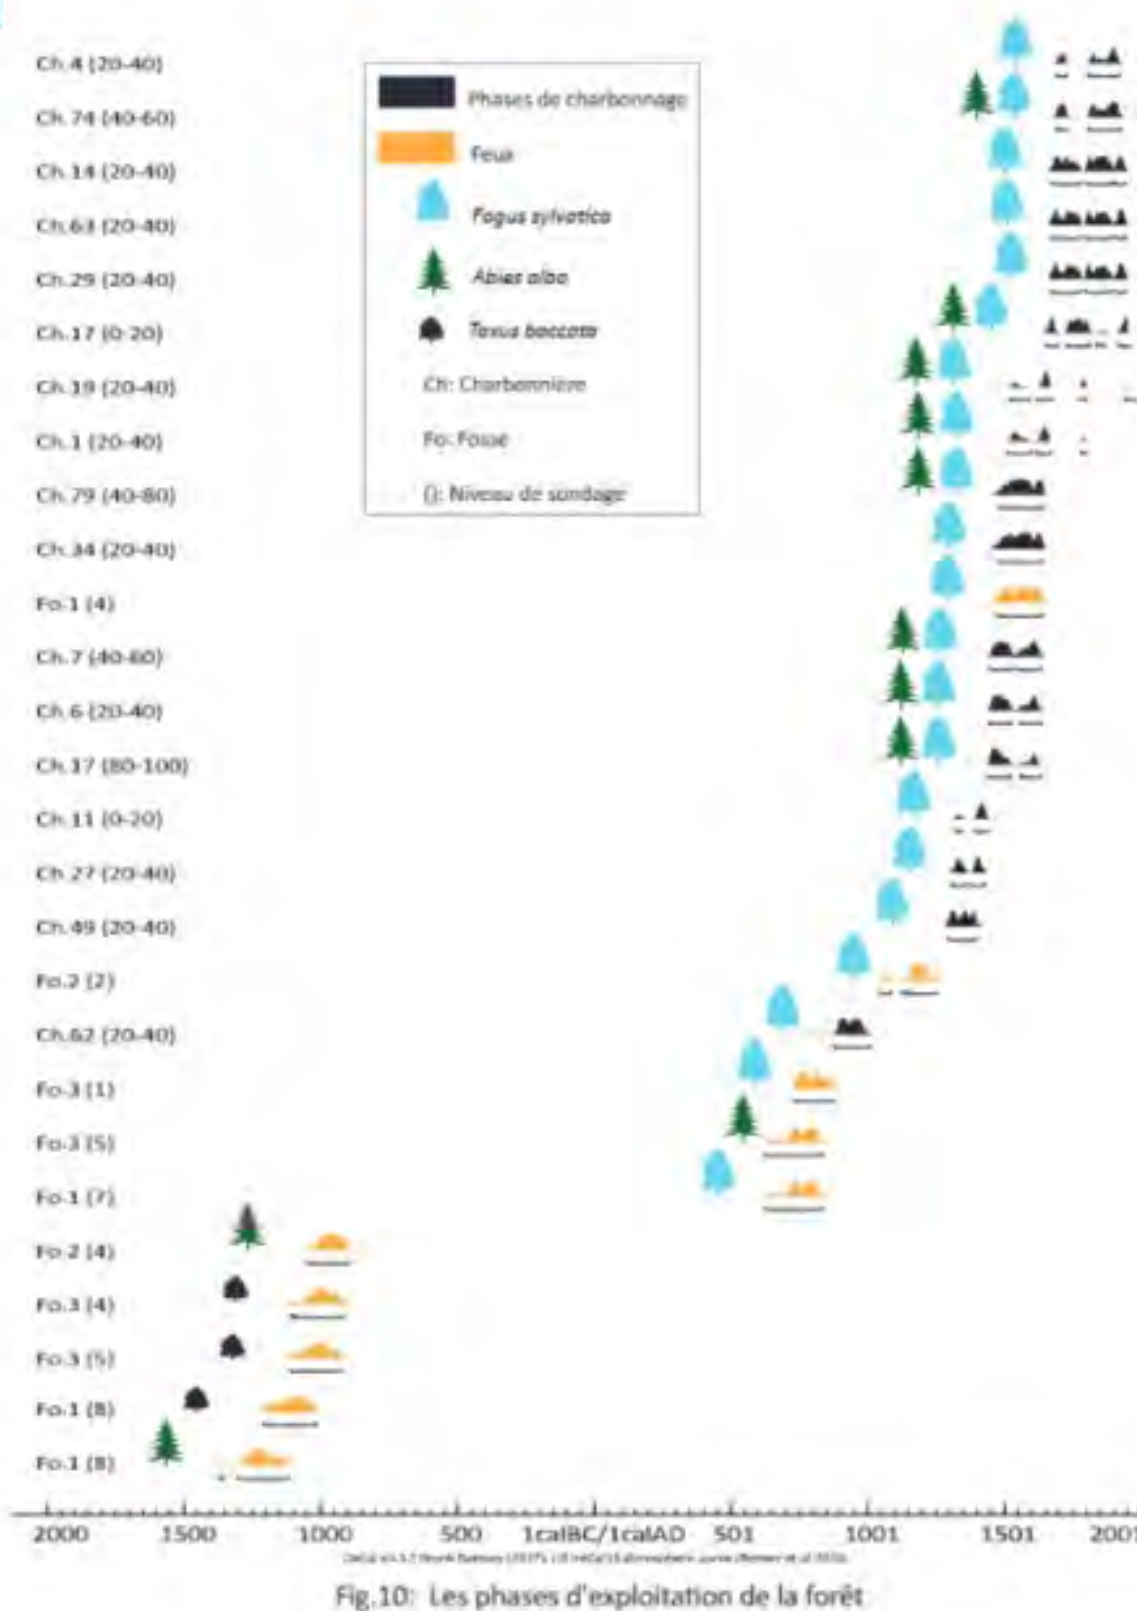 Ch.4 (20-40)
Ch.74 (40-60)
Ch.14 (20-40)
Ch.63 (20-40)
Ch.29 (20-40)
Ch.17 (0-20)
Ch.19 (20-40)
Ch.1 (20-40)
Ch.79 (40-80)
Ch.34 (20-40)
Fo.1 (4)
Ch.7 (40-80)
Ch.6 (20-40)
Ch.17 (80-100)
Ch.11 (0-20)
Ch.27 (20-40)
Ch.49 (20-40)
Fo.2 (2)
Ch.62 (20-40)
Fo.3 (1)
Fo.3 (5)
Fo.1 (7)
Fo.2 (4)
Fo.3 (4)
Fo.3 (5)
Fo.1 (8)
Fo.1 (8)
Phases de charbonnage
Feux
Fagus sylvatica
Abies alba
Taxus baccata
Ch: Charbonnière
Fo: Fosse
(): Niveau de sondage
2000 1500 1000 500 1calBC/1calAD 501 1001 1501 2001
Fig.10: Les phases d'exploitation de la forêt